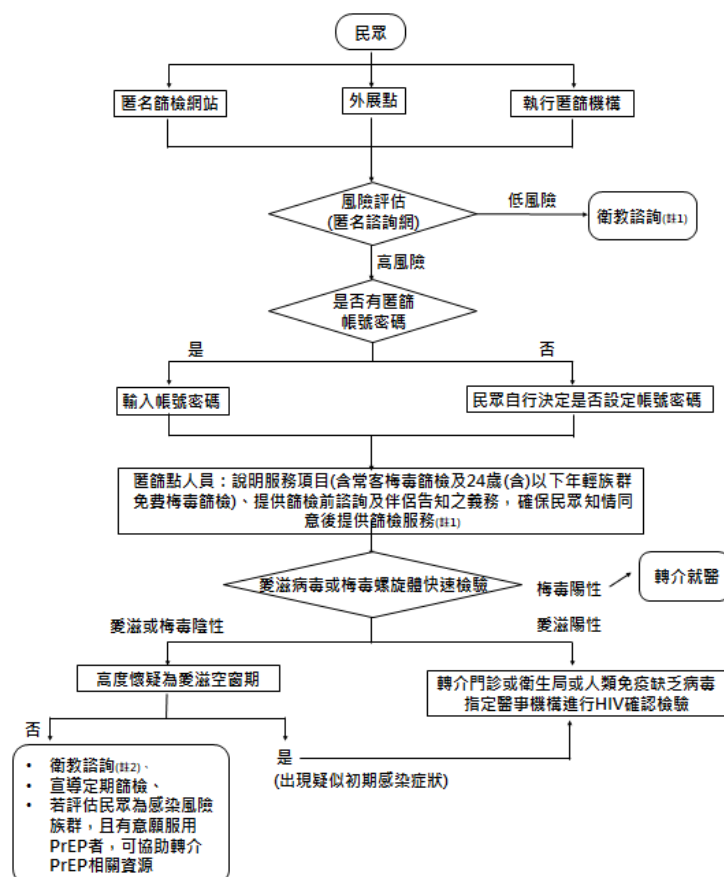 民眾
匿名篩檢網站
外展點
執行匿篩機構
風險評估
(匿名諮詢網)
低風險
衛教諮詢(註1)
高風險
是否有匿篩
帳號密碼
是
否
輸入帳號密碼
民眾自行決定是否設定帳號密碼
匿篩點人員：說明服務項目(含常客梅毒篩檢及24歲(含)以下年輕族群
免費梅毒篩檢)、提供篩檢前諮詢及伴侶告知之義務，確保民眾知情同
意後提供篩檢服務(註1)
愛滋病毒或梅毒螺旋體快速檢驗
梅毒陽性
轉介就醫
愛滋或梅毒陰性
愛滋陽性
高度懷疑為愛滋空窗期
轉介門診或衛生局或人類免疫缺乏病毒
指定醫事機構進行HIV確認檢驗
否
是
(出現疑似初期感染症狀)
• 衛教諮詢(註2)、
• 宣導定期篩檢、
• 若評估民眾為感染風險
族群，且有意願服用
PrEP者，可協助轉介
PrEP相關資源